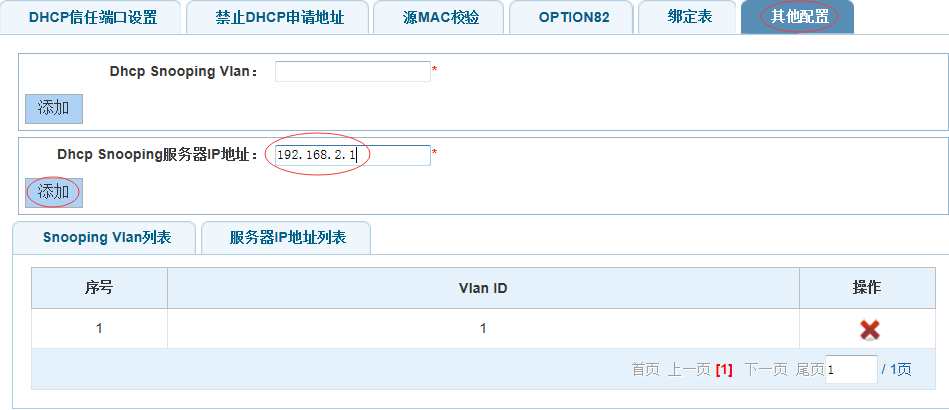 DHCP信任端口设置 禁止DHCP申请地址 源MAC校验 OPTION82 绑定表 其他配置
Dhcp Snooping Vlan： *
添加
Dhcp Snooping服务器IP地址： 192.168.2.1 *
添加
Snooping Vlan列表 服务器IP地址列表
序号 Vlan ID 操作
1 1
首页 上一页 [1] 下一页 尾页 1 / 1页